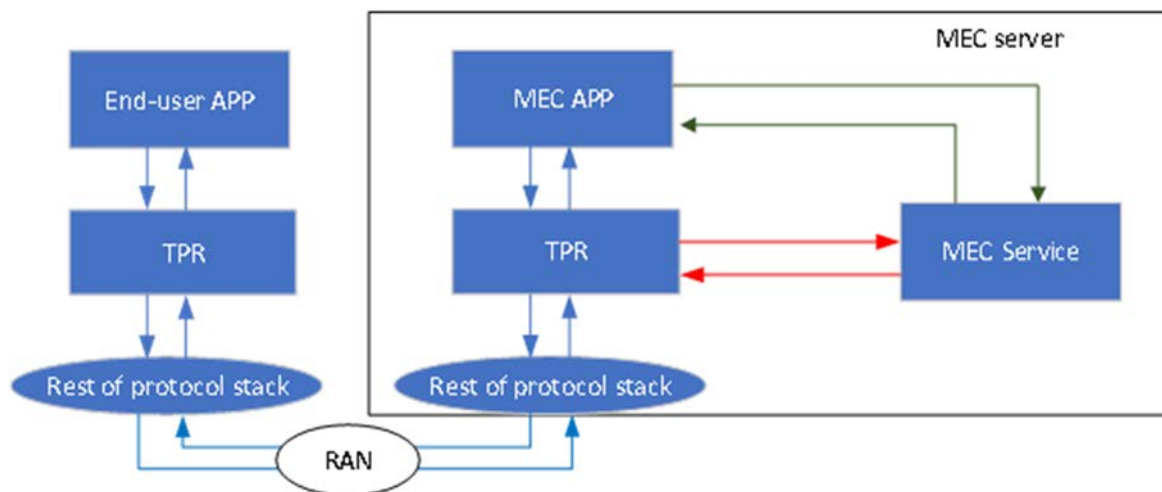 MEC server
End-user APP
MEC APP
TPR
TPR
MEC Service
Rest of protocol stack
Rest of protocol stack
RAN